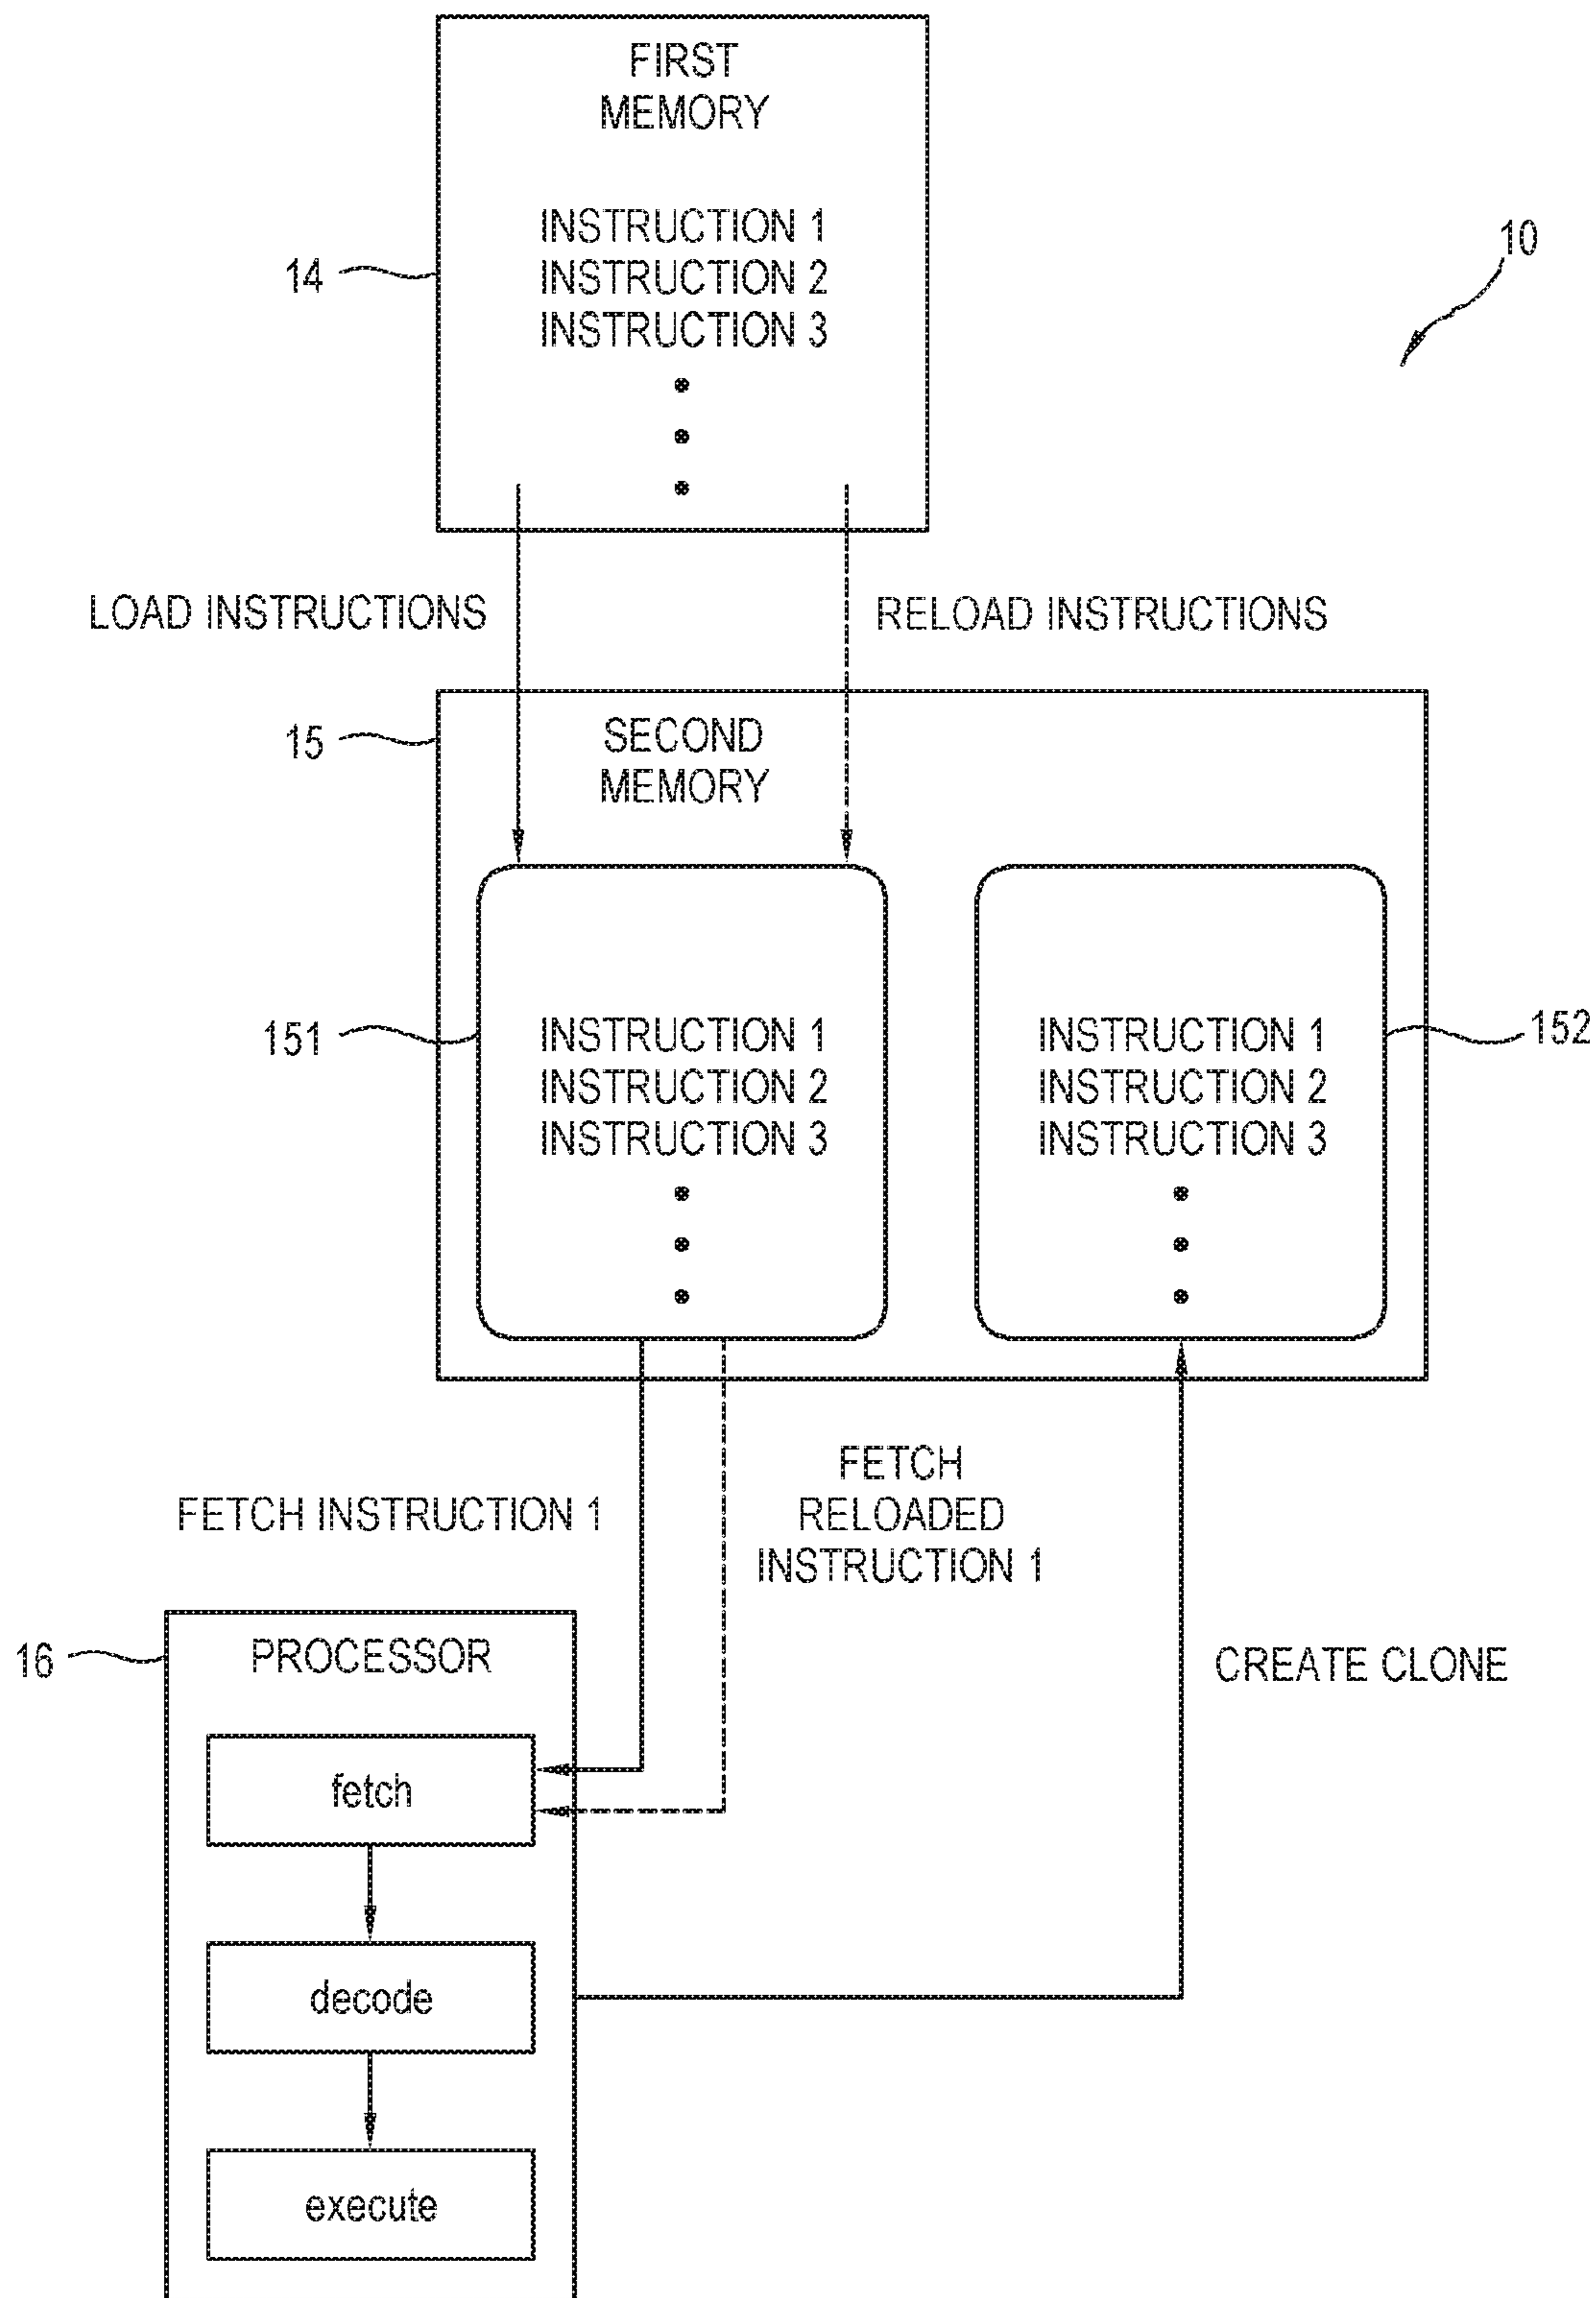 FIRST
MEMORY
INSTRUCTION 1
INSTRUCTION 2
INSTRUCTION 3
14
10
LOAD INSTRUCTIONS
RELOAD INSTRUCTIONS
15
SECOND
MEMORY
151
INSTRUCTION 1
INSTRUCTION 2
INSTRUCTION 3
INSTRUCTION 1
INSTRUCTION 2
INSTRUCTION 3
152
FETCH INSTRUCTION 1
FETCH
RELOADED
INSTRUCTION 1
16
PROCESSOR
CREATE CLONE
fetch
decode
execute